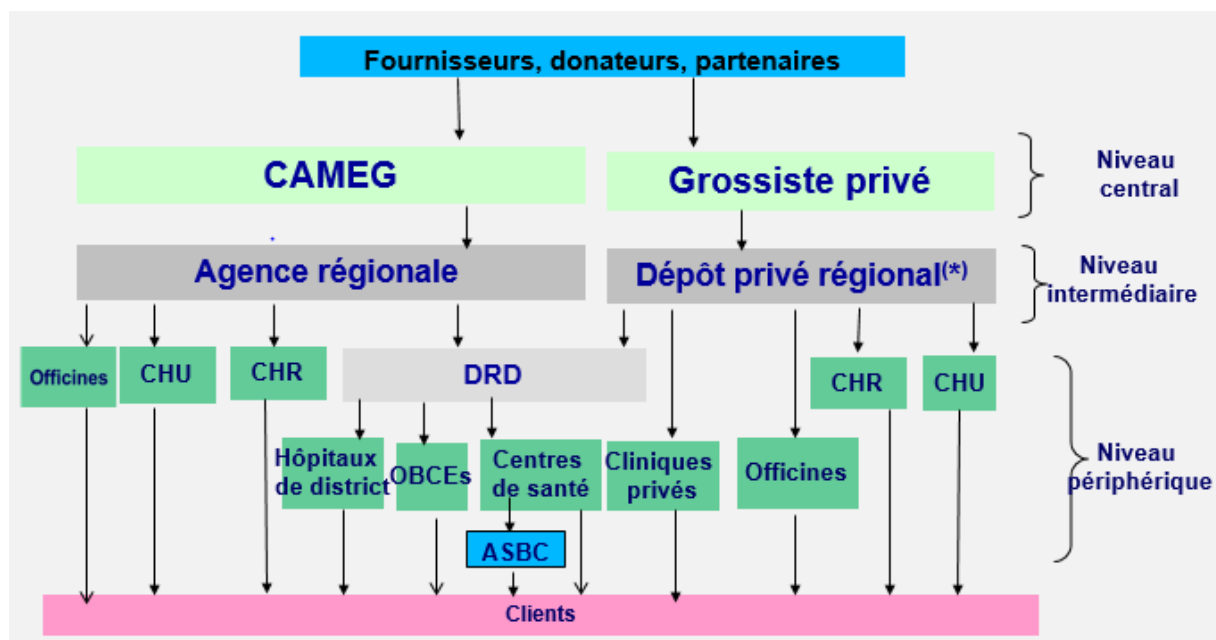 Fournisseurs, donateurs, partenaires
CAMEG
Grossiste privé
Niveau
central
Agence régionale
Dépôt privé régional(*)
Niveau
intermédiaire
Officines
CHU
CHR
DRD
CHR
CHU
Hôpitaux
de district
OBCEs
Centres
de santé
Cliniques
privés
Officines
Niveau
périphérique
ASBC
Clients